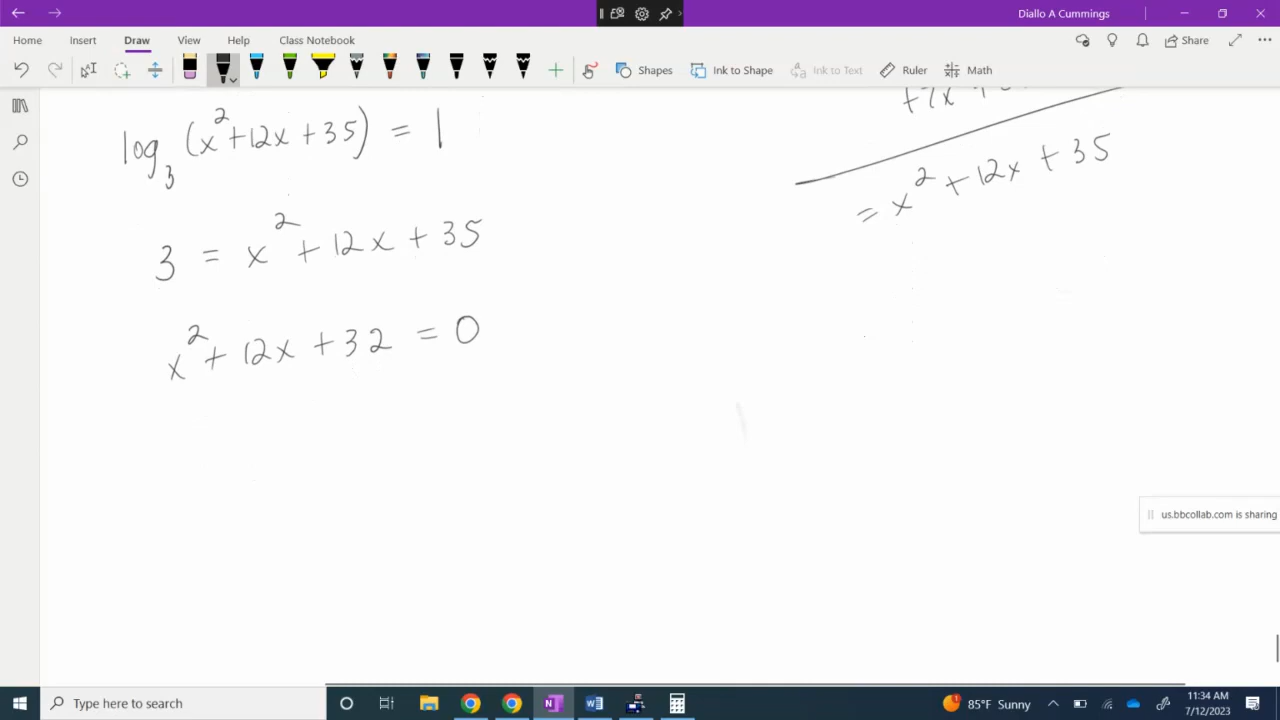 Diallo A Cummings
Home Insert Draw View Help Class Notebook Share
Shapes Ink to Shape Ink to Text Ruler Math
+7x
log₃ (x² + 12x + 35) = 1
= x² + 12x + 35
3 = x² + 12x + 35
x² + 12x + 32 = 0
us.bbcollab.com is sharing
Type here to search
85°F Sunny
11:34 AM
7/12/2023